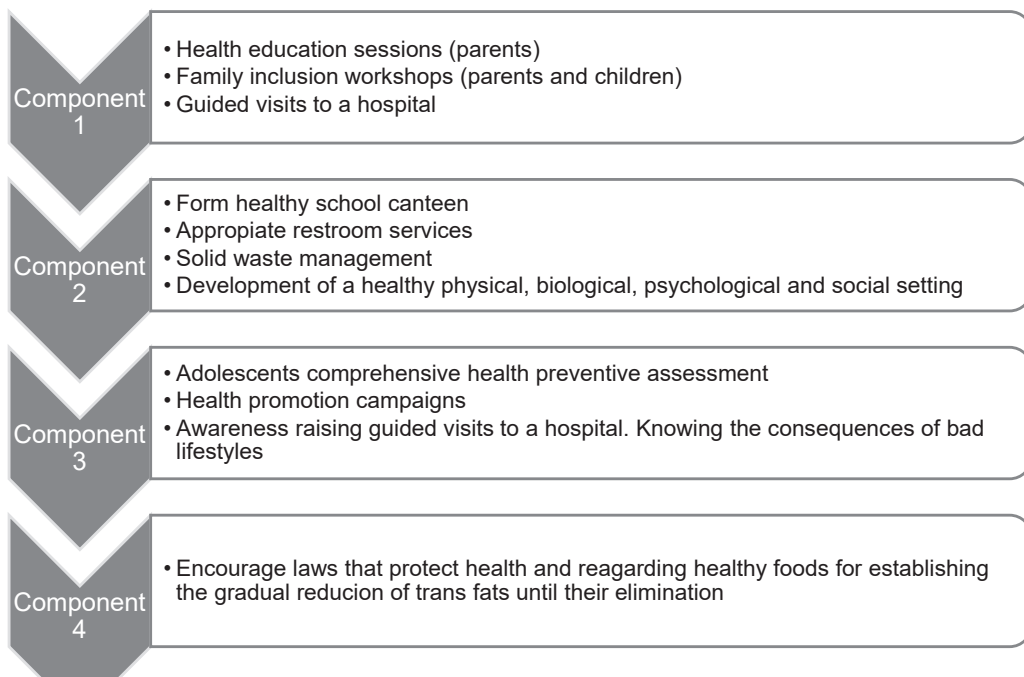 Component
1
• Health education sessions (parents)
• Family inclusion workshops (parents and children)
• Guided visits to a hospital
Component
2
• Form healthy school canteen
• Appropiate restroom services
• Solid waste management
• Development of a healthy physical, biological, psychological and social setting
Component
3
• Adolescents comprehensive health preventive assessment
• Health promotion campaigns
• Awareness raising guided visits to a hospital. Knowing the consequences of bad
lifestyles
Component
4
• Encourage laws that protect health and reagarding healthy foods for establishing
the gradual reducion of trans fats until their elimination